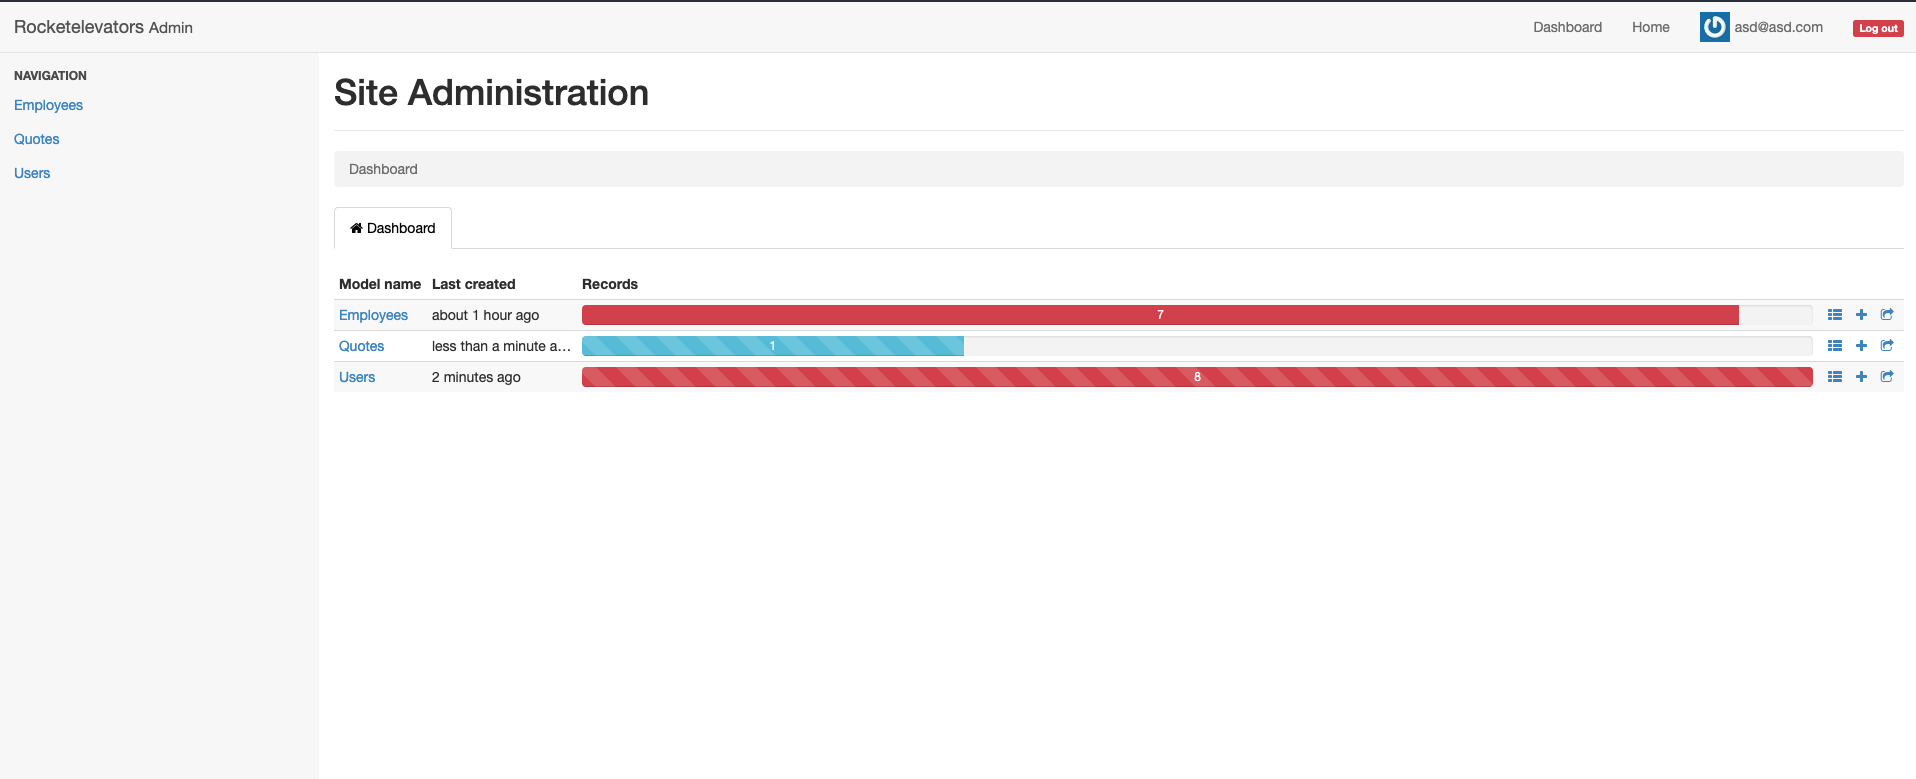 Rocketelevators Admin
Dashboard Home asd@asd.com Log out
NAVIGATION
Employees
Quotes
Users
Site Administration
Dashboard
Dashboard
Model name Last created Records
Employees about 1 hour ago 7
Quotes less than a minute a... 1
Users 2 minutes ago 8